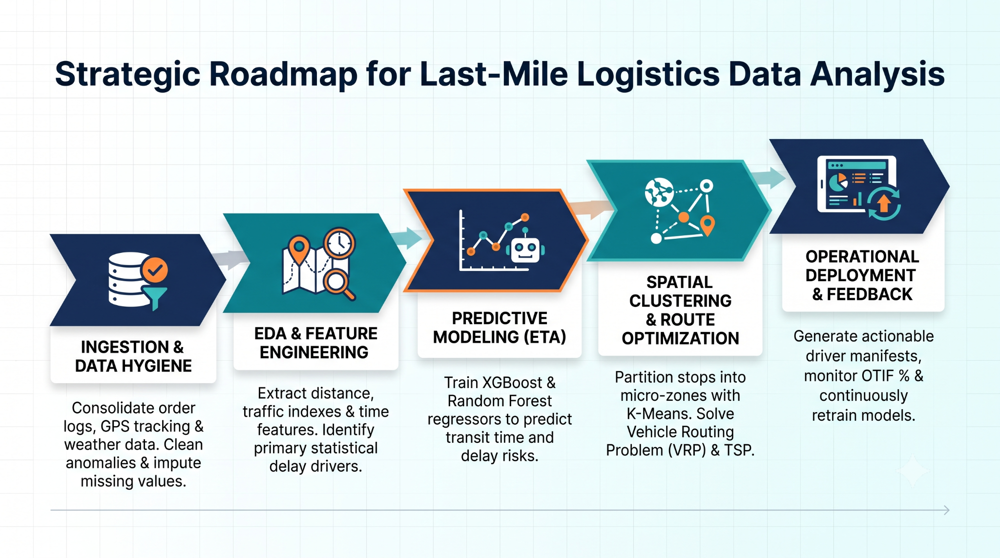 Strategic Roadmap for Last-Mile Logistics Data Analysis
INGESTION &
DATA HYGIENE
Consolidate order
logs, GPS tracking &
weather data. Clean
anomalies & impute
missing values.
EDA & FEATURE
ENGINEERING
Extract distance,
traffic indexes & time
features. Identify
primary statistical
delay drivers.
PREDICTIVE
MODELING (ETA)
Train XGBoost &
Random Forest
regressors to predict
transit time and
delay risks.
SPATIAL
CLUSTERING
& ROUTE
OPTIMIZATION
Partition stops into
micro-zones with
K-Means. Solve
Vehicle Routing
Problem (VRP) & TSP.
OPERATIONAL
DEPLOYMENT
& FEEDBACK
Generate actionable
driver manifests,
monitor OTIF % &
continuously
retrain models.